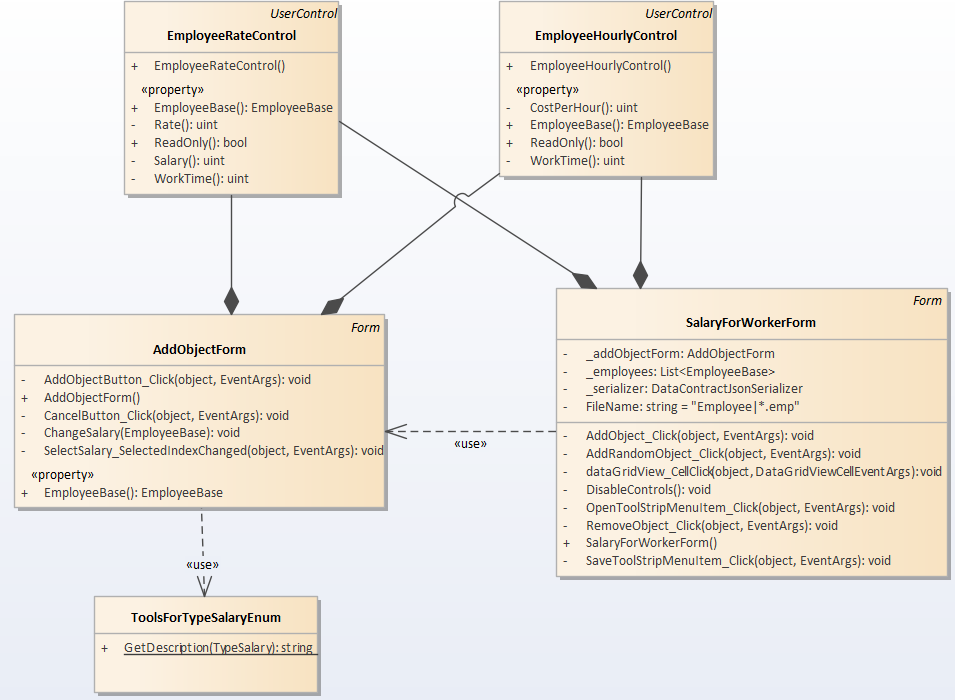 UserControl
EmployeeRateControl
+ EmployeeRateControl()
«property»
+ EmployeeBase(): EmployeeBase
- Rate(): uint
+ ReadOnly(): bool
- Salary(): uint
- WorkTime(): uint
UserControl
EmployeeHourlyControl
+ EmployeeHourlyControl()
«property»
- CostPerHour(): uint
+ EmployeeBase(): EmployeeBase
+ ReadOnly(): bool
- WorkTime(): uint
Form
AddObjectForm
- AddObjectButton_Click(object, EventArgs): void
+ AddObjectForm()
- CancelButton_Click(object, EventArgs): void
- ChangeSalary(EmployeeBase): void
- SelectSalary_SelectedIndexChanged(object, EventArgs): void
«property»
+ EmployeeBase(): EmployeeBase
Form
SalaryForWorkerForm
- _addObjectForm: AddObjectForm
- _employees: List<EmployeeBase>
- _serializer: DataContractJsonSerializer
- FileName: string = "Employee|*.emp"
- AddObject_Click(object, EventArgs): void
- AddRandomObject_Click(object, EventArgs): void
- dataGridView_CellClick(object, DataGridViewCellEventArgs): void
- DisableControls(): void
- OpenToolStripMenuItem_Click(object, EventArgs): void
- RemoveObject_Click(object, EventArgs): void
+ SalaryForWorkerForm()
- SaveToolStripMenuItem_Click(object, EventArgs): void
«use»
«use»
ToolsForTypeSalaryEnum
+ GetDescription(TypeSalary): string